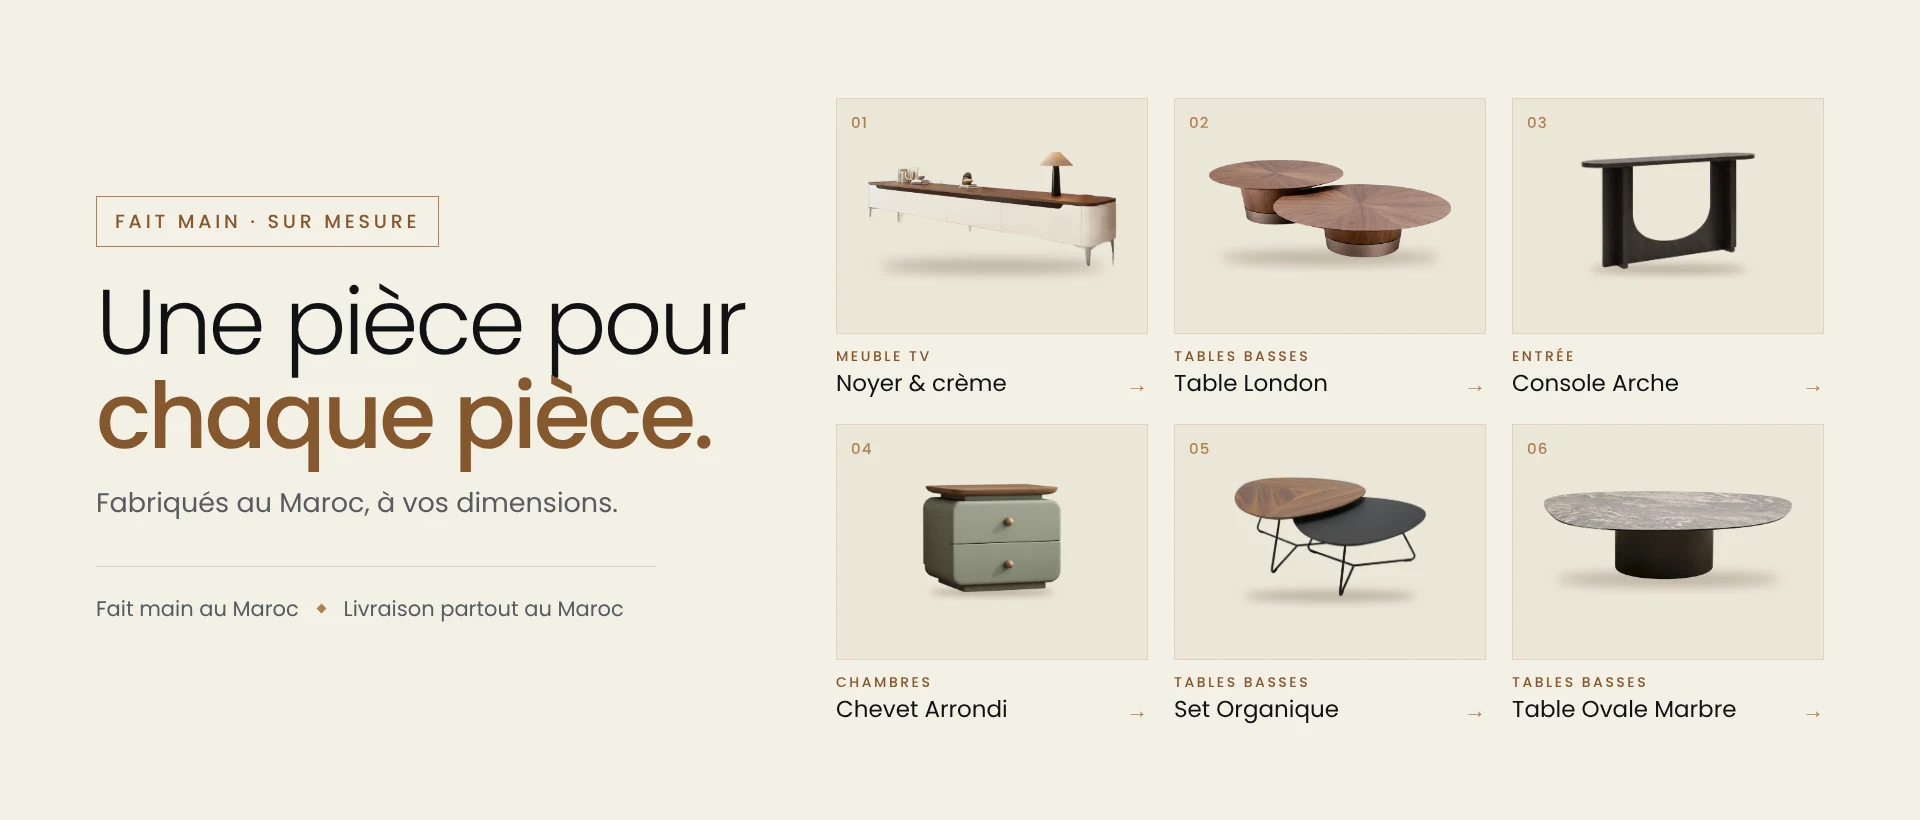 FAIT MAIN · SUR MESURE
Une pièce pour
chaque pièce.
Fabriqués au Maroc, à vos dimensions.
Fait main au Maroc ◆ Livraison partout au Maroc
01
MEUBLE TV
Noyer & crème →
02
TABLES BASSES
Table London →
03
ENTRÉE
Console Arche →
04
CHAMBRES
Chevet Arrondi →
05
TABLES BASSES
Set Organique →
06
TABLES BASSES
Table Ovale Marbre →